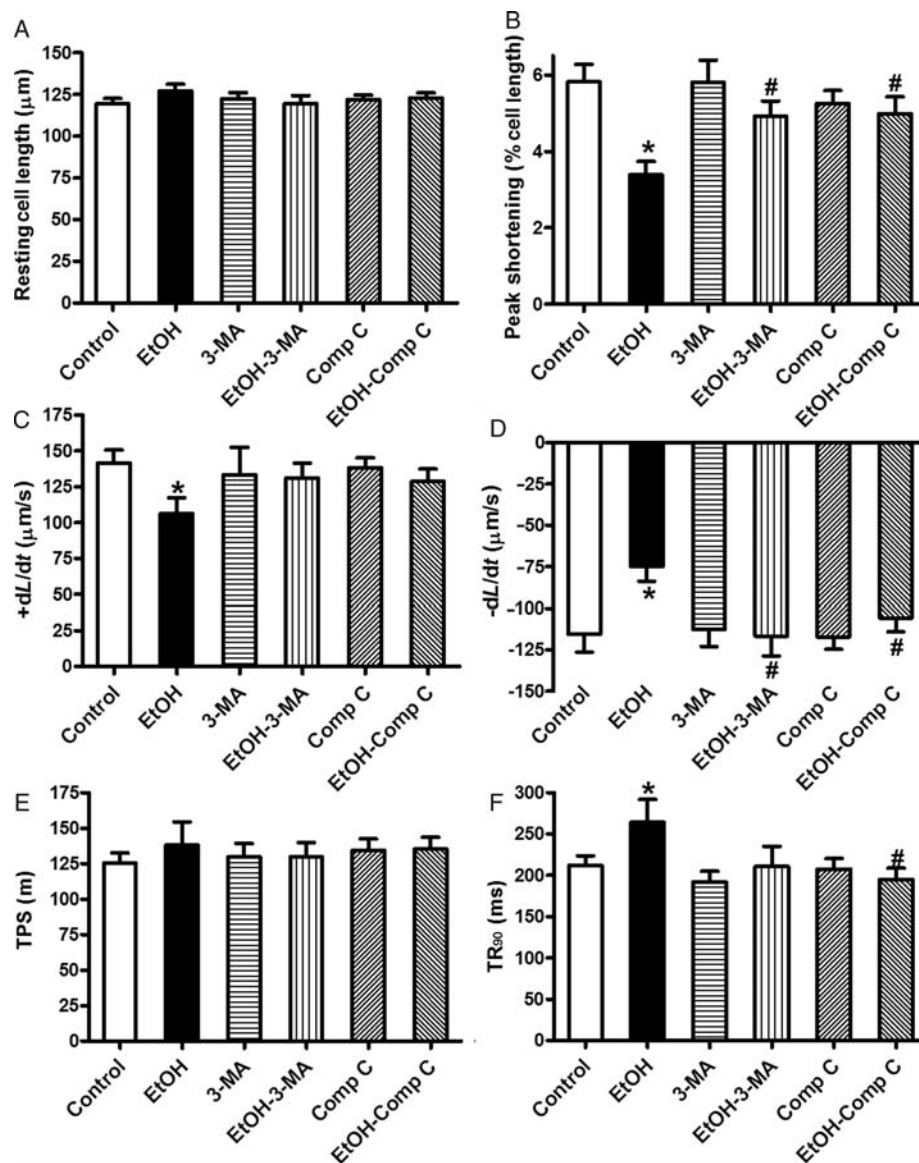 A
Resting cell length (μm)
150
125
100
75
50
25
0
Control
EtOH
3-MA
EtOH-3-MA
Comp C
EtOH-Comp C
B
Peak shortening (% cell length)
6
4
2
0
*
#
#
Control
EtOH
3-MA
EtOH-3-MA
Comp C
EtOH-Comp C
C
+dL/dt (μm/s)
175
150
125
100
75
50
25
0
*
Control
EtOH
3-MA
EtOH-3-MA
Comp C
EtOH-Comp C
D
-dL/dt (μm/s)
0
-25
-50
-75
-100
-125
-150
*
#
#
Control
EtOH
3-MA
EtOH-3-MA
Comp C
EtOH-Comp C
E
TPS (m)
175
150
125
100
75
50
25
0
Control
EtOH
3-MA
EtOH-3-MA
Comp C
EtOH-Comp C
F
TR90 (ms)
300
250
200
150
100
50
0
*
#
Control
EtOH
3-MA
EtOH-3-MA
Comp C
EtOH-Comp C